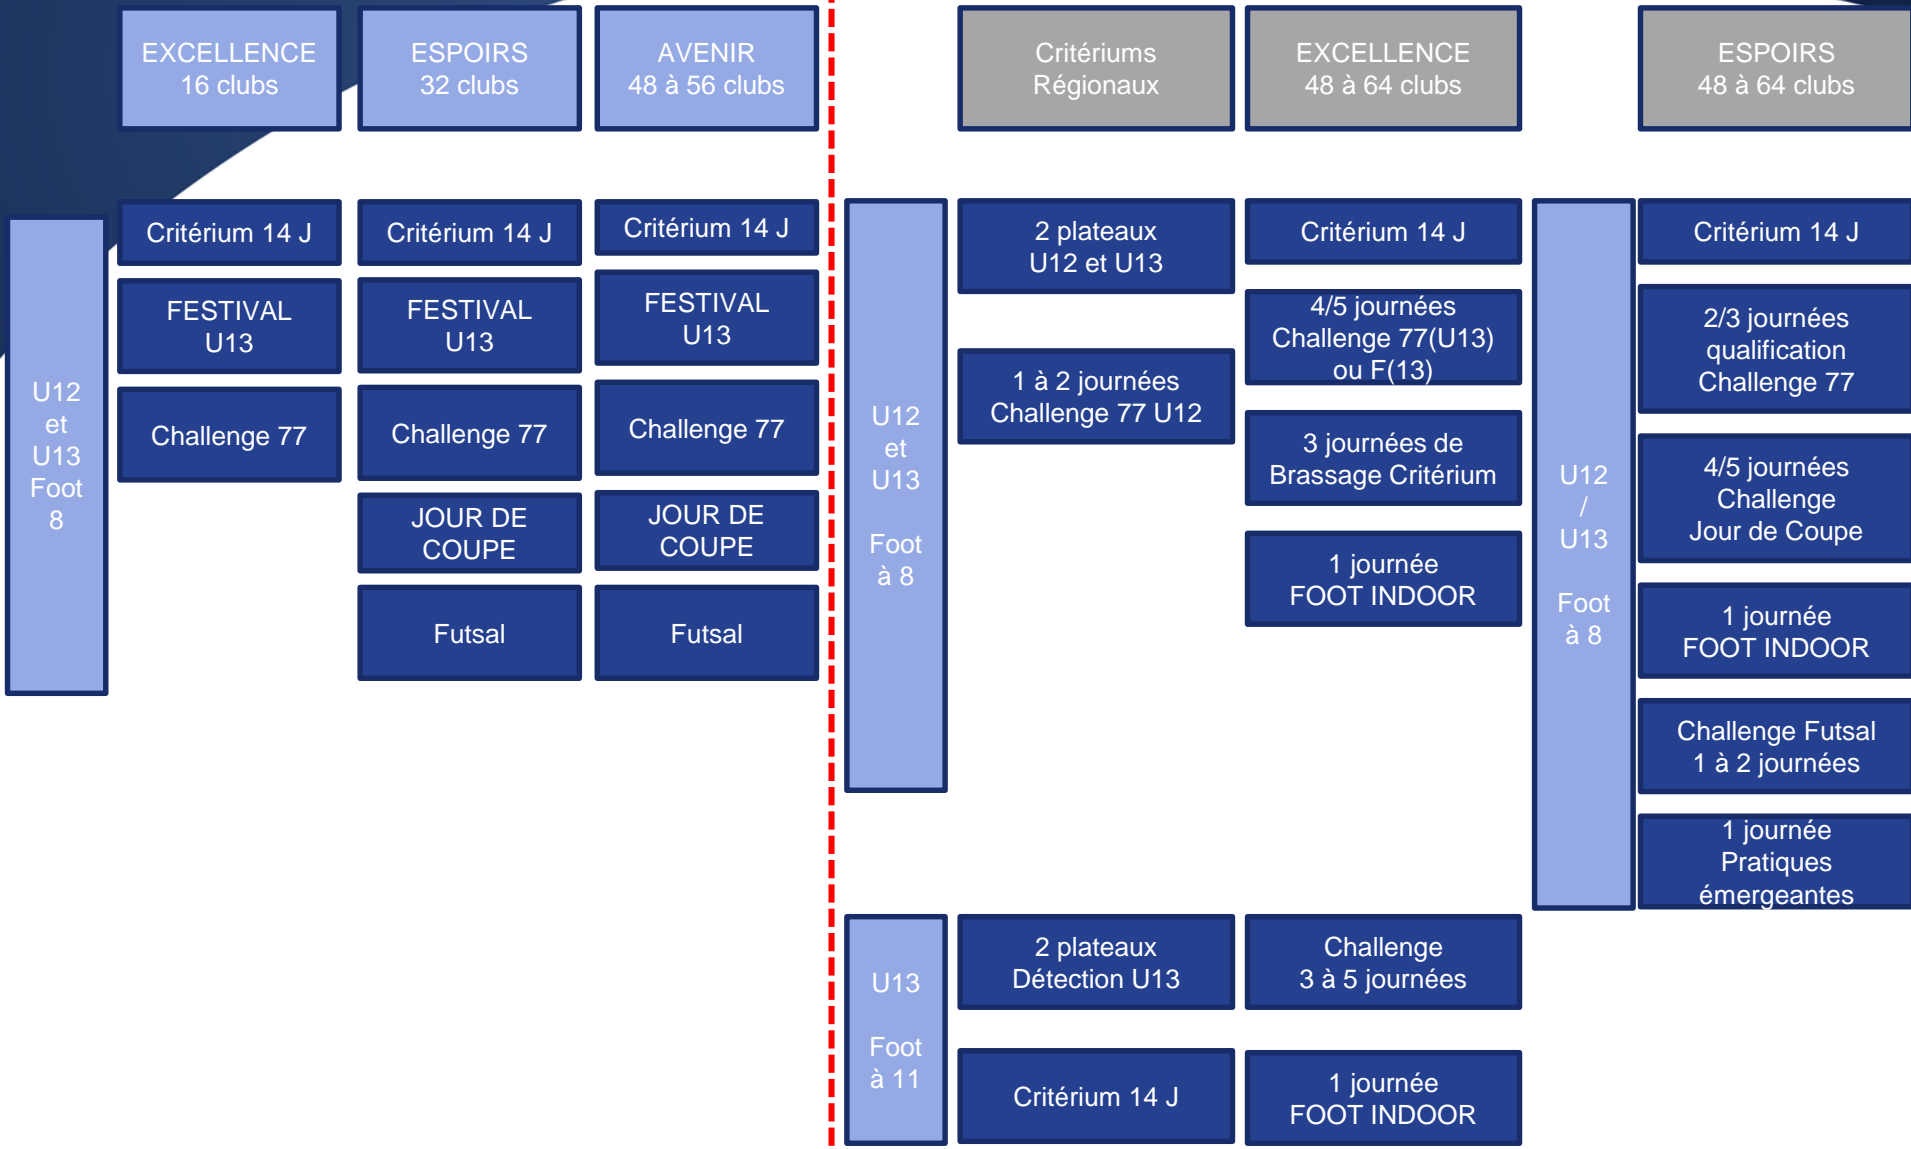 EXCELLENCE
16 clubs
ESPOIRS
32 clubs
AVENIR
48 à 56 clubs
U12
et
U13
Foot
8
Critérium 14 J
FESTIVAL
U13
Challenge 77
Critérium 14 J
FESTIVAL
U13
Challenge 77
JOUR DE
COUPE
Futsal
Critérium 14 J
FESTIVAL
U13
Challenge 77
JOUR DE
COUPE
Futsal
Critériums
Régionaux
EXCELLENCE
48 à 64 clubs
ESPOIRS
48 à 64 clubs
U12
et
U13
Foot
à 8
2 plateaux
U12 et U13
1 à 2 journées
Challenge 77 U12
Critérium 14 J
4/5 journées
Challenge 77(U13)
ou F(13)
3 journées de
Brassage Critérium
1 journée
FOOT INDOOR
U12
/
U13
Foot
à 8
Critérium 14 J
2/3 journées
qualification
Challenge 77
4/5 journées
Challenge
Jour de Coupe
1 journée
FOOT INDOOR
Challenge Futsal
1 à 2 journées
1 journée
Pratiques
émergeantes
U13
Foot
à 11
2 plateaux
Détection U13
Critérium 14 J
Challenge
3 à 5 journées
1 journée
FOOT INDOOR